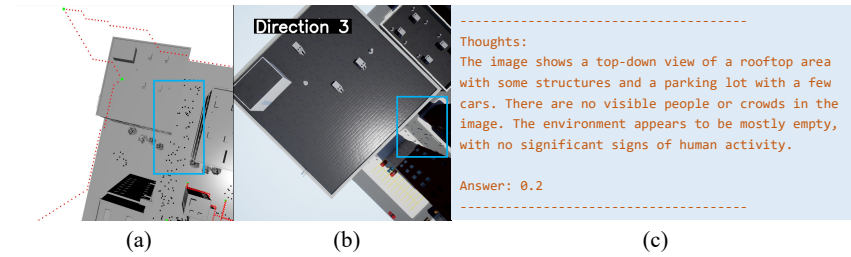 Direction 3
----------------------------------------
Thoughts:
The image shows a top-down view of a rooftop area
with some structures and a parking lot with a few
cars. There are no visible people or crowds in the
image. The environment appears to be mostly empty,
with no significant signs of human activity.
Answer: 0.2
----------------------------------------
(a)
(b)
(c)